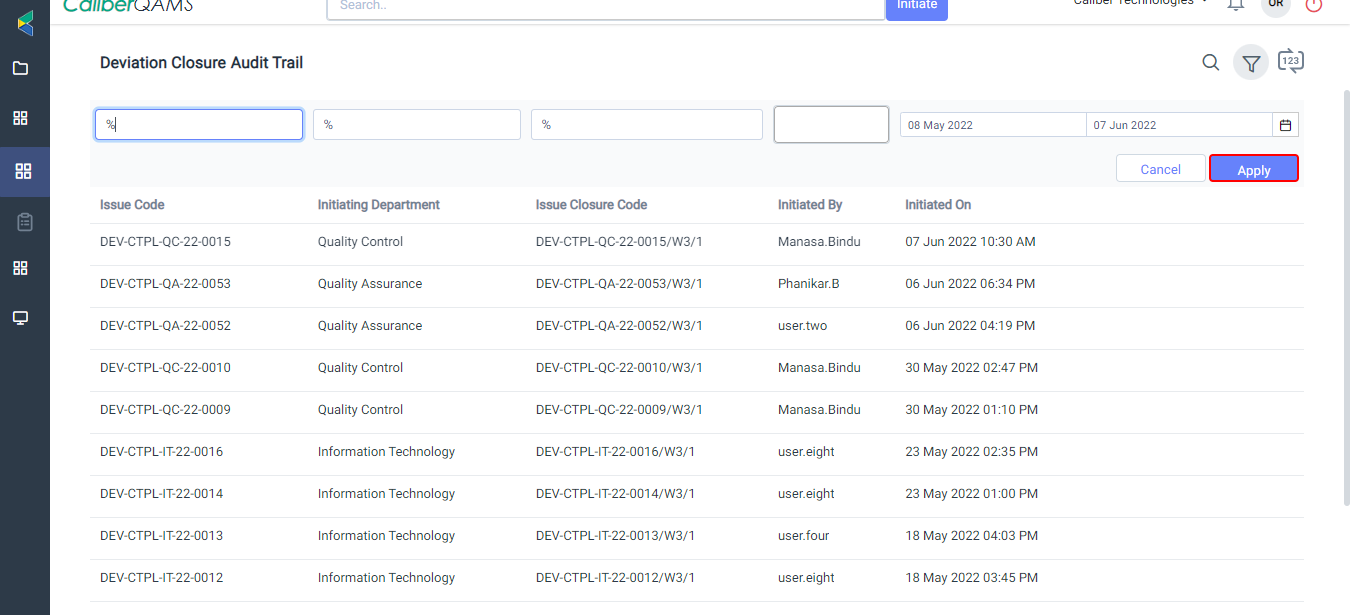 CaliberQAMS Search.. Initiate Caliber Technologies OR
Deviation Closure Audit Trail 123
% % % 08 May 2022 07 Jun 2022
Cancel Apply
Issue Code Initiating Department Issue Closure Code Initiated By Initiated On
DEV-CTPL-QC-22-0015 Quality Control DEV-CTPL-QC-22-0015/W3/1 Manasa.Bindu 07 Jun 2022 10:30 AM
DEV-CTPL-QA-22-0053 Quality Assurance DEV-CTPL-QA-22-0053/W3/1 Phanikar.B 06 Jun 2022 06:34 PM
DEV-CTPL-QA-22-0052 Quality Assurance DEV-CTPL-QA-22-0052/W3/1 user.two 06 Jun 2022 04:19 PM
DEV-CTPL-QC-22-0010 Quality Control DEV-CTPL-QC-22-0010/W3/1 Manasa.Bindu 30 May 2022 02:47 PM
DEV-CTPL-QC-22-0009 Quality Control DEV-CTPL-QC-22-0009/W3/1 Manasa.Bindu 30 May 2022 01:10 PM
DEV-CTPL-IT-22-0016 Information Technology DEV-CTPL-IT-22-0016/W3/1 user.eight 23 May 2022 02:35 PM
DEV-CTPL-IT-22-0014 Information Technology DEV-CTPL-IT-22-0014/W3/1 user.eight 23 May 2022 01:00 PM
DEV-CTPL-IT-22-0013 Information Technology DEV-CTPL-IT-22-0013/W3/1 user.four 18 May 2022 04:03 PM
DEV-CTPL-IT-22-0012 Information Technology DEV-CTPL-IT-22-0012/W3/1 user.eight 18 May 2022 03:45 PM